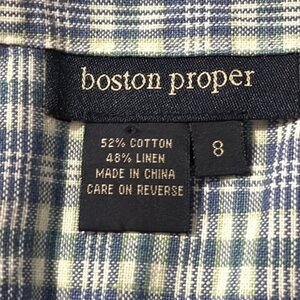 boston proper
52% COTTON
48% LINEN
MADE IN CHINA
CARE ON REVERSE
8